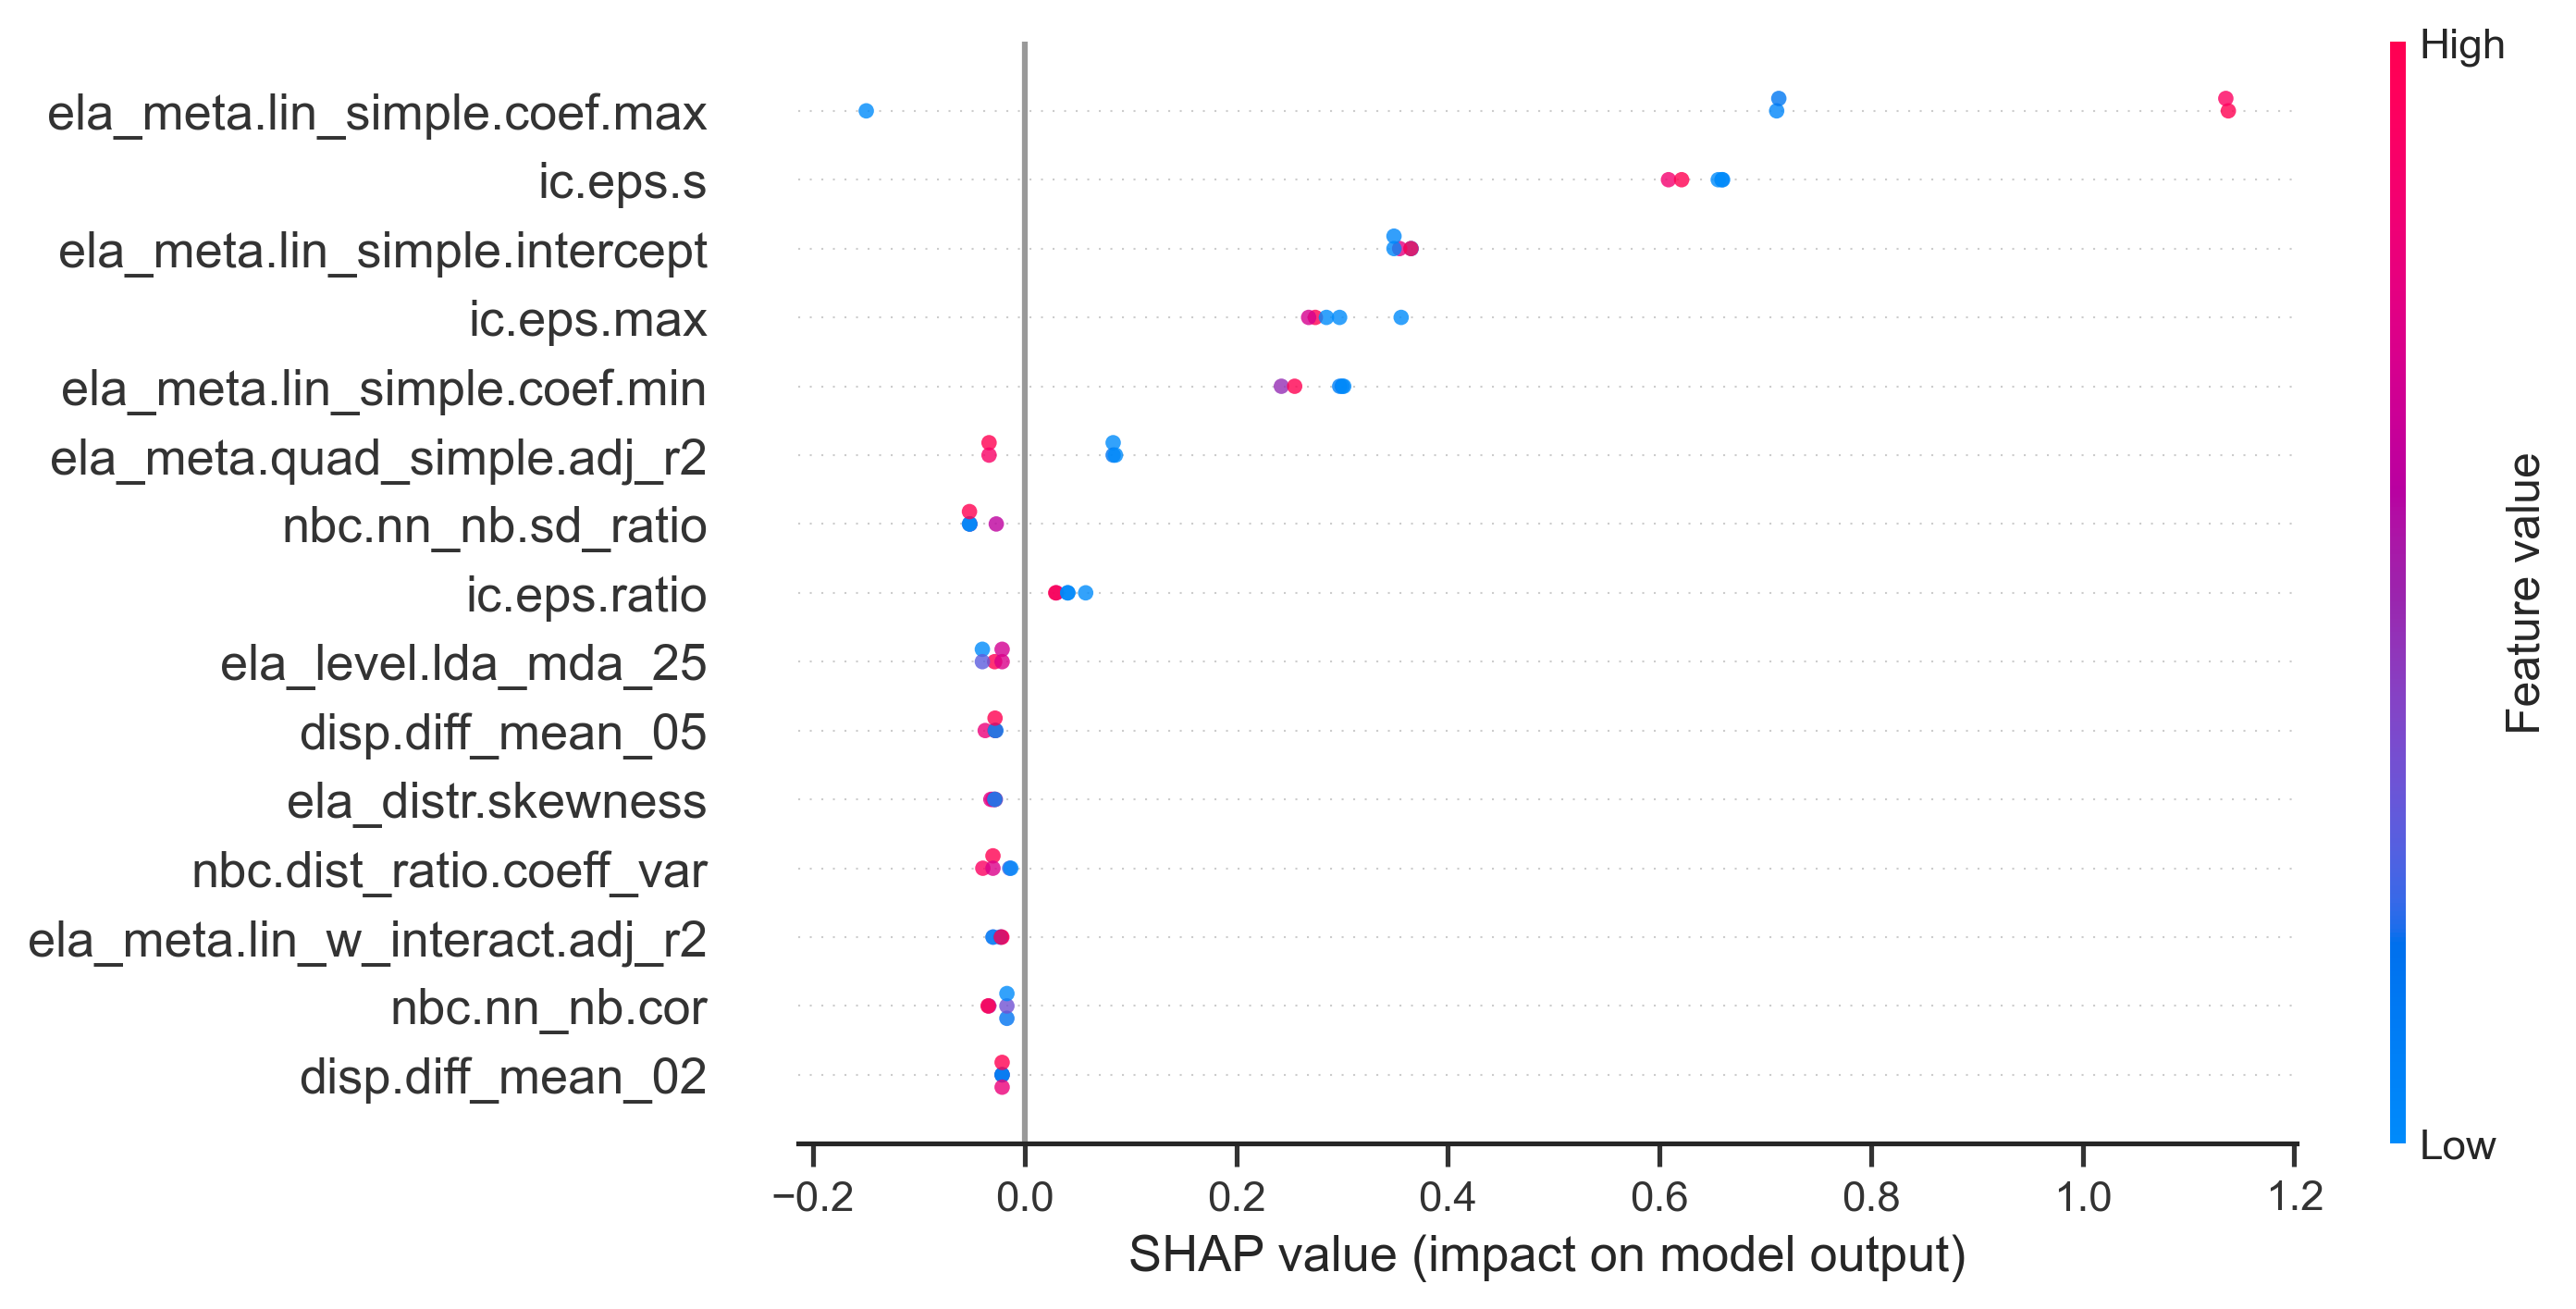 High
ela_meta.lin_simple.coef.max
ic.eps.s
ela_meta.lin_simple.intercept
ic.eps.max
ela_meta.lin_simple.coef.min
ela_meta.quad_simple.adj_r2
nbc.nn_nb.sd_ratio
ic.eps.ratio
ela_level.lda_mda_25
disp.diff_mean_05
ela_distr.skewness
nbc.dist_ratio.coeff_var
ela_meta.lin_w_interact.adj_r2
nbc.nn_nb.cor
disp.diff_mean_02
Feature value
Low
−0.2 0.0 0.2 0.4 0.6 0.8 1.0 1.2
SHAP value (impact on model output)